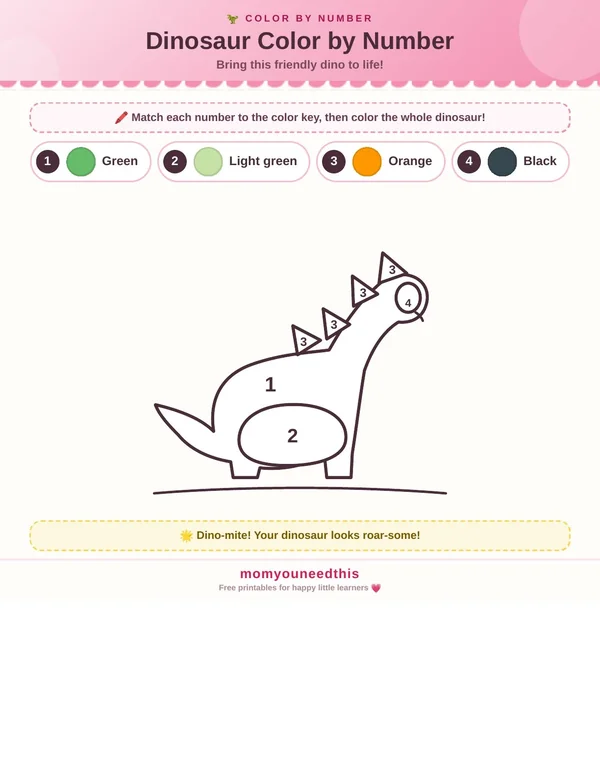 🦖 COLOR BY NUMBER
Dinosaur Color by Number
Bring this friendly dino to life!
🖍️ Match each number to the color key, then color the whole dinosaur!
1 Green 2 Light green 3 Orange 4 Black
3
3
4
3
3
1
2
🌟 Dino-mite! Your dinosaur looks roar-some!
momyouneedthis
Free printables for happy little learners 💗